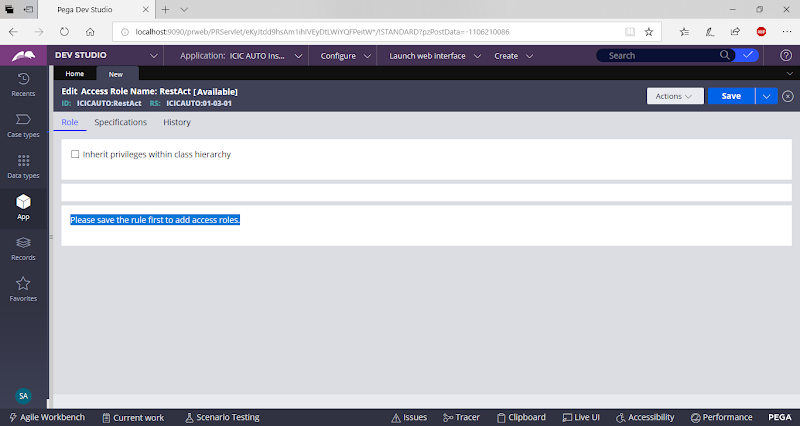 Pega Dev Studio
localhost:9090/prweb/PRServlet/
DEV STUDIO
Application: ICIC AUTO Ins...
Configure
Launch web interface
Create
Search
Home
New
Edit Access Role Name: RestAct [Available]
ID: ICICAUTO:RestAct RS: ICICAUTO:01-03-01
Actions
Save
Role
Specifications
History
Inherit privileges within class hierarchy
Please save the rule first to add access roles.
Recents
Case types
Data types
App
Records
Favorites
SA
Agile Workbench
Current work
Scenario Testing
Issues
Tracer
Clipboard
Live UI
Accessibility
Performance
PEGA